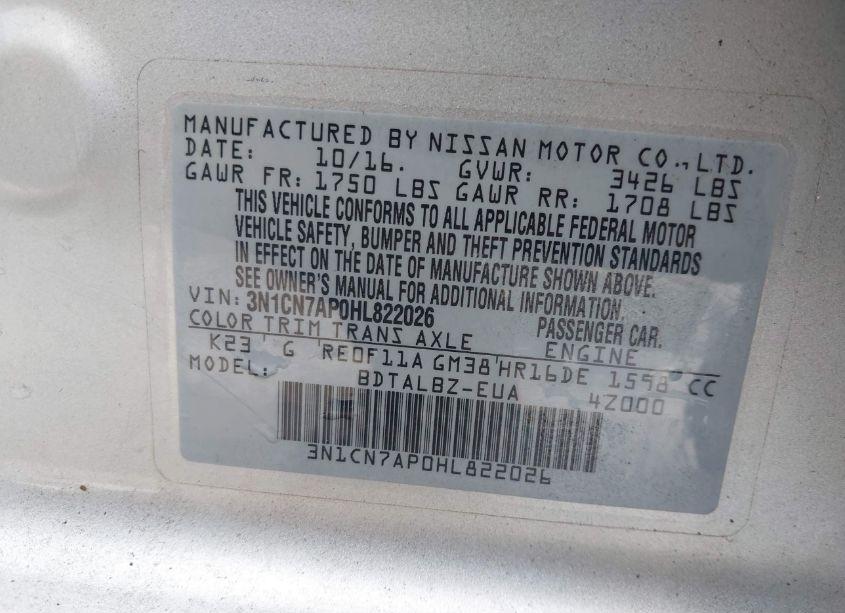 MANUFACTURED BY NISSAN MOTOR CO., LTD.
DATE: 10/16. GVWR: 3426 LBS
GAWR FR: 1750 LBS GAWR RR: 1708 LBS
THIS VEHICLE CONFORMS TO ALL APPLICABLE FEDERAL MOTOR
VEHICLE SAFETY, BUMPER AND THEFT PREVENTION STANDARDS
IN EFFECT ON THE DATE OF MANUFACTURE SHOWN ABOVE.
SEE OWNER'S MANUAL FOR ADDITIONAL INFORMATION.
VIN: 3N1CN7AP0HL822026 PASSENGER CAR.
COLOR TRIM TRANS AXLE ENGINE
K23 G RE0F11A GM38 HR16DE 1598 CC
MODEL: BDTALBZ-EUA 4Z000
3N1CN7AP0HL822026